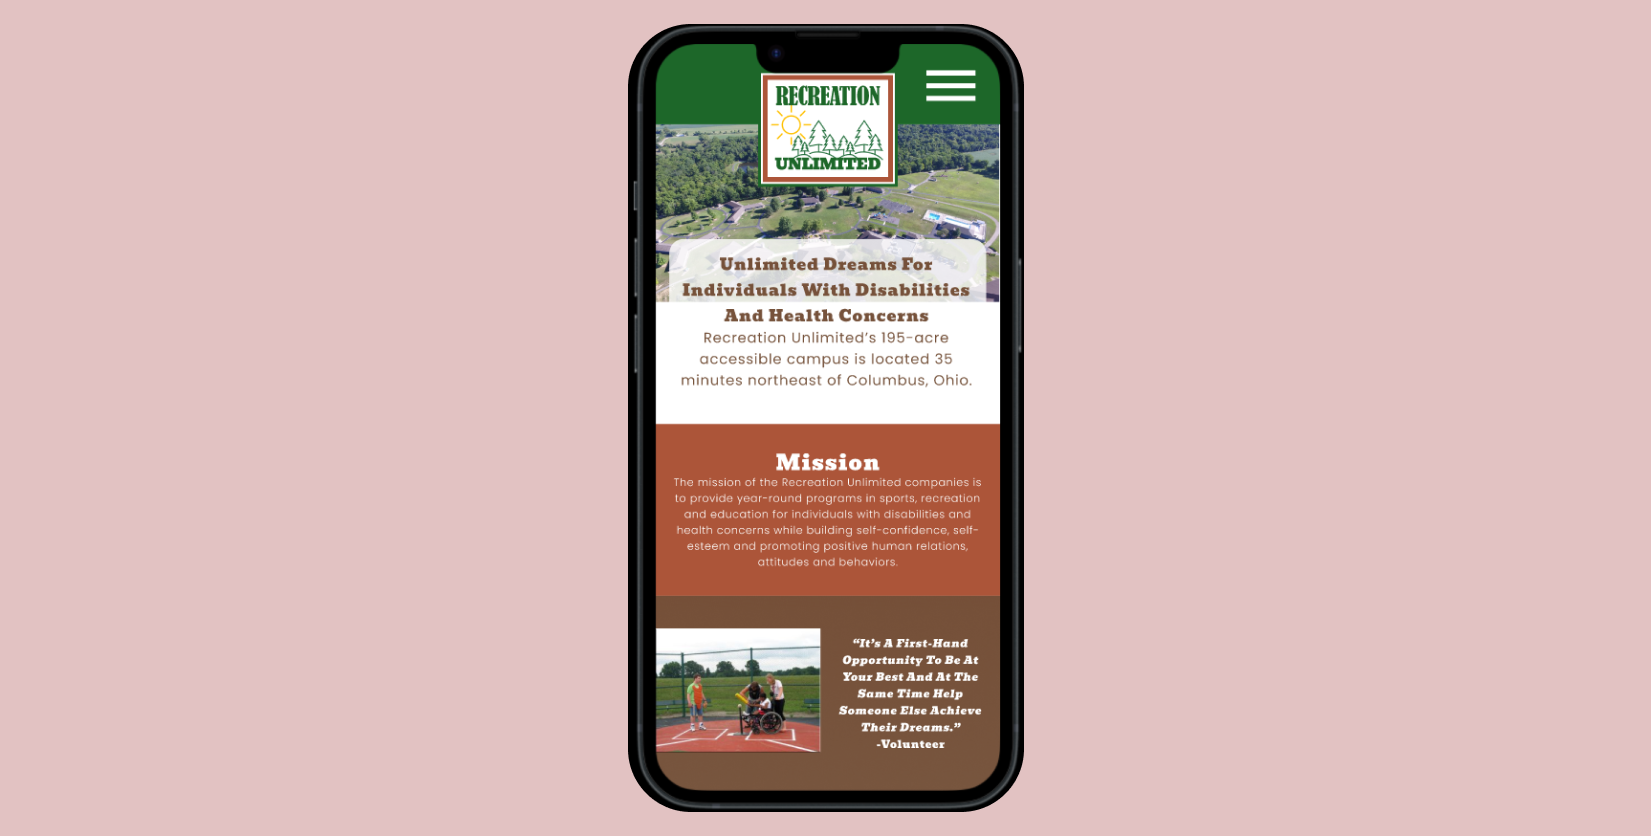 RECREATION
UNLIMITED
Unlimited Dreams For
Individuals With Disabilities
And Health Concerns
Recreation Unlimited’s 195-acre
accessible campus is located 35
minutes northeast of Columbus, Ohio.
Mission
The mission of the Recreation Unlimited companies is
to provide year-round programs in sports, recreation
and education for individuals with disabilities and
health concerns while building self-confidence, self-
esteem and promoting positive human relations,
attitudes and behaviors.
“It’s A First-Hand
Opportunity To Be At
Your Best And At The
Same Time Help
Someone Else Achieve
Their Dreams.”
-Volunteer